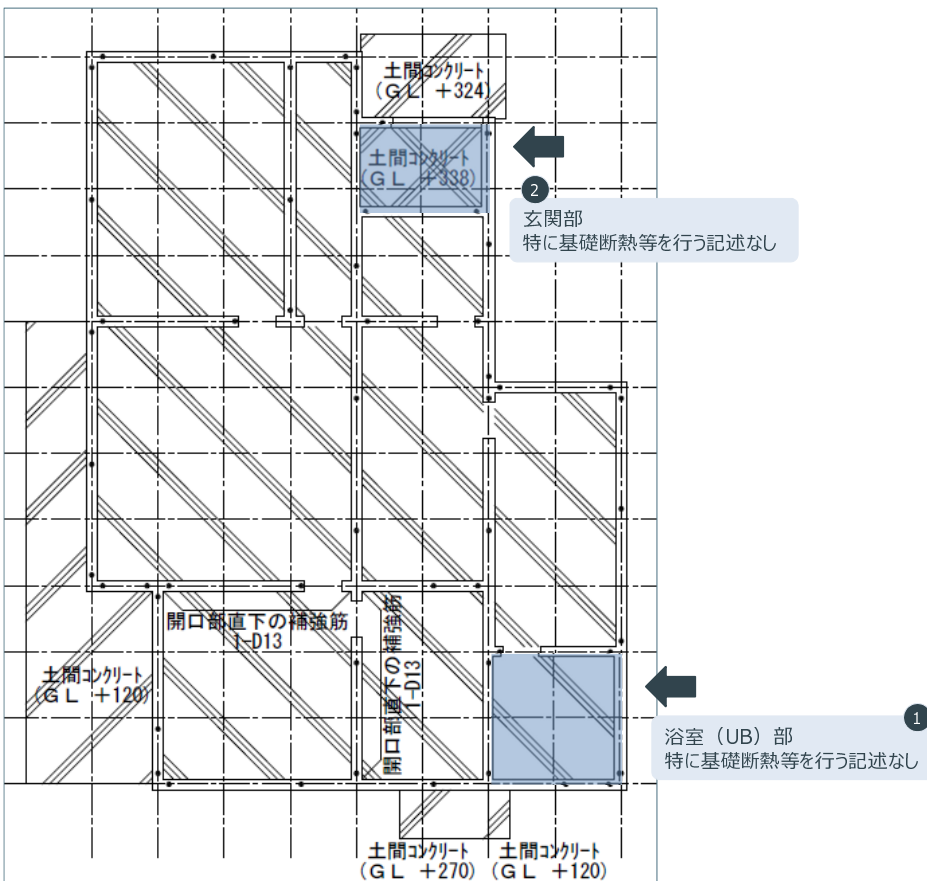 土間コンクリート
(GL +324)
土間コンクリート
(GL +338)
2
玄関部
特に基礎断熱等を行う記述なし
開口部直下の補強筋
1-D13
開口部直下の補強筋
1-D13
土間コンクリート
(GL +120)
1
浴室（UB）部
特に基礎断熱等を行う記述なし
土間コンクリート
(GL +270)
土間コンクリート
(GL +120)